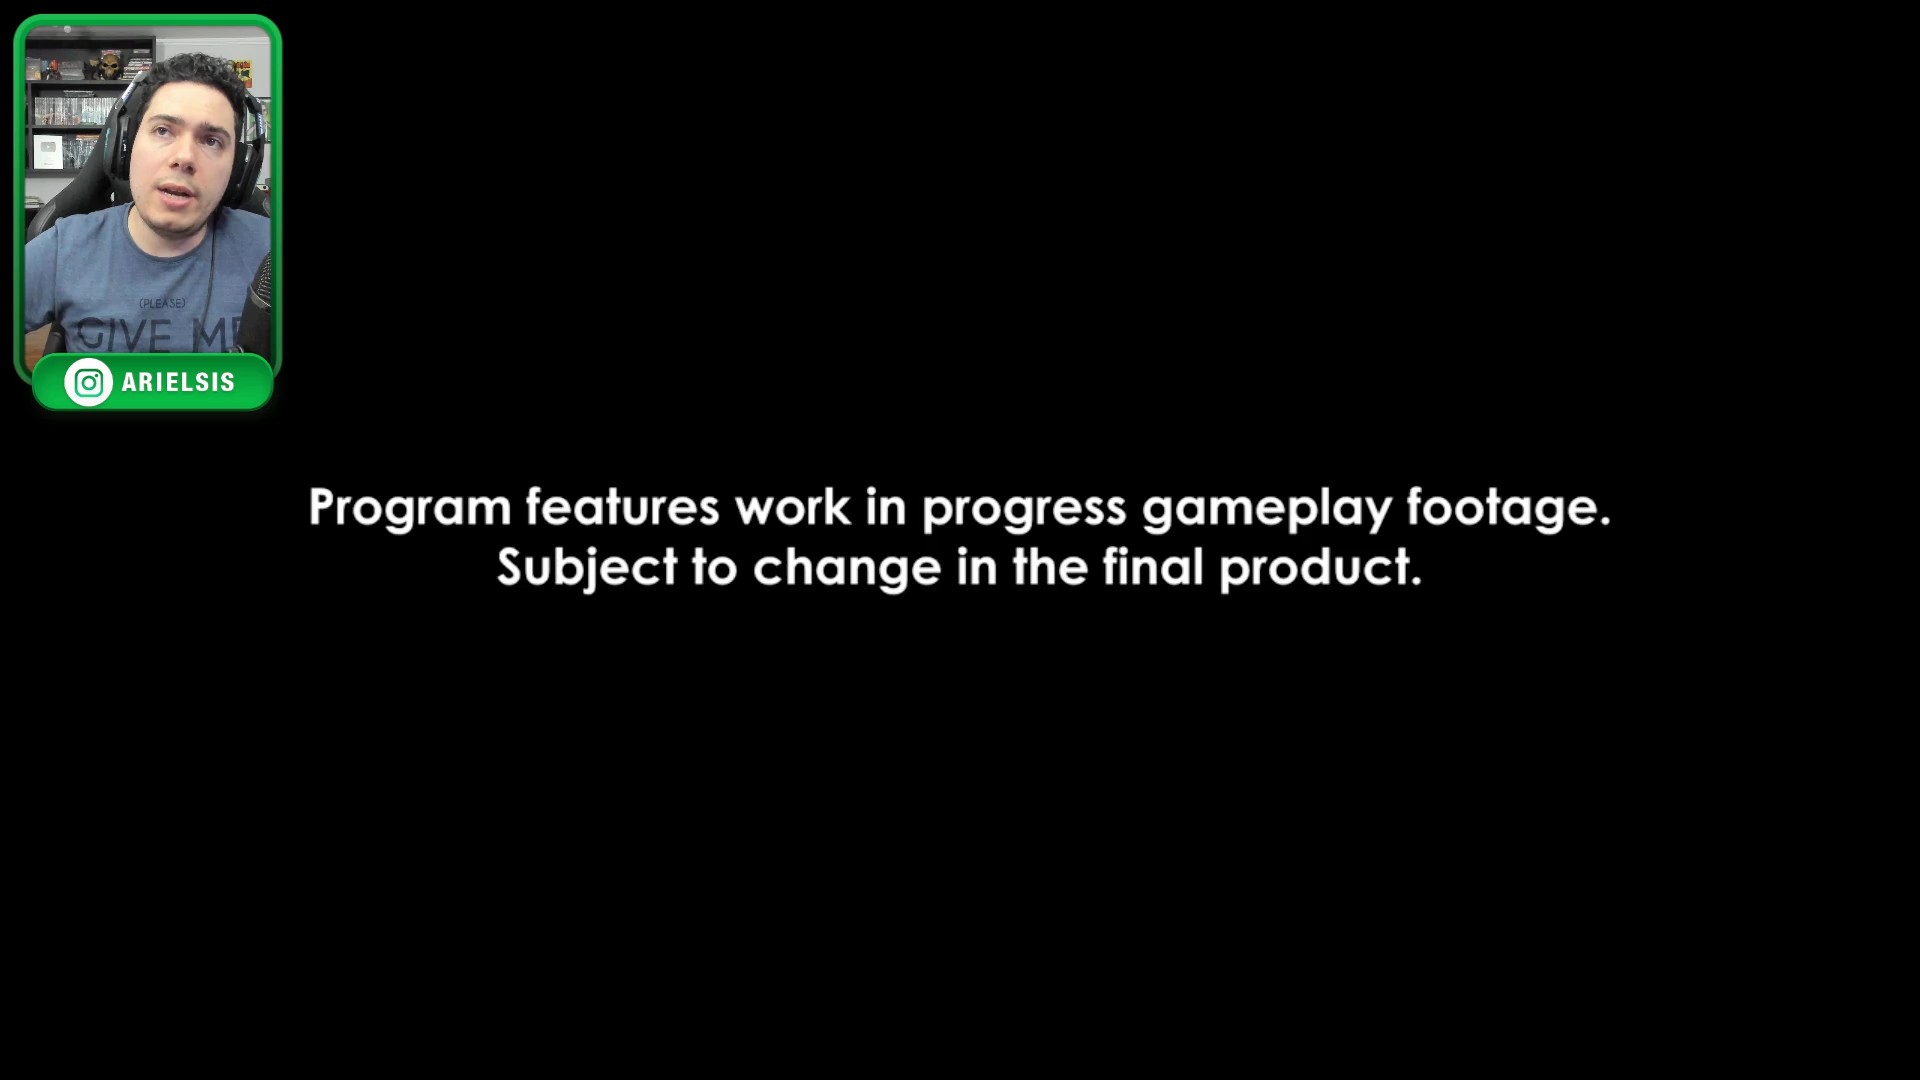 (PLEASE)
GIVE ME
ARIELSIS
Program features work in progress gameplay footage.
Subject to change in the final product.